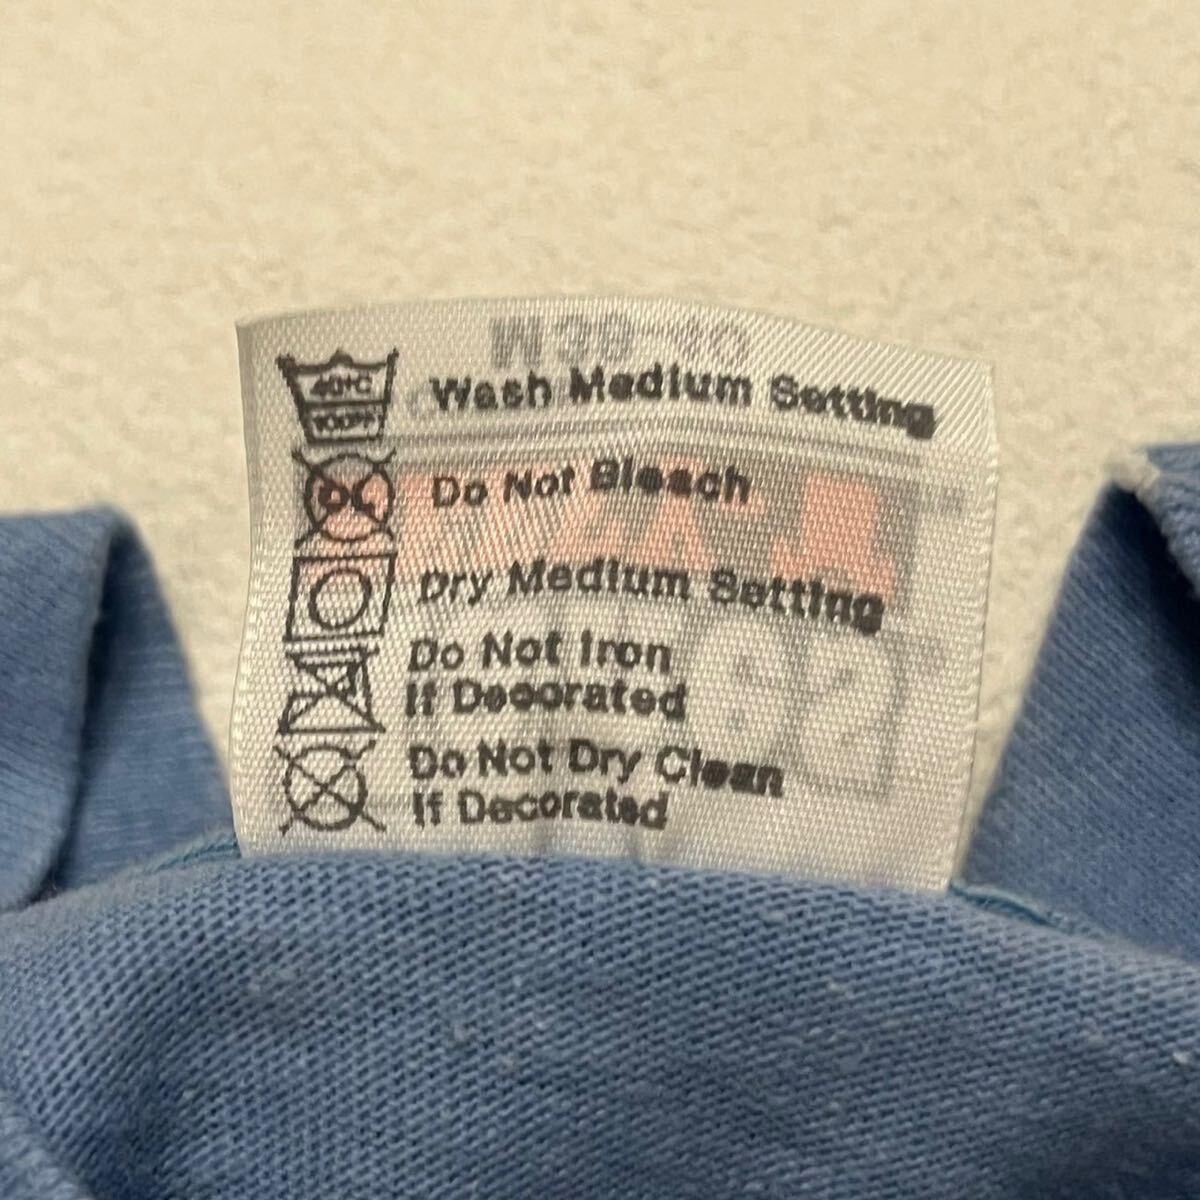 40°C
Wash Medium Setting
Do Not Bleach
Dry Medium Setting
Do Not Iron
If Decorated
Do Not Dry Clean
If Decorated